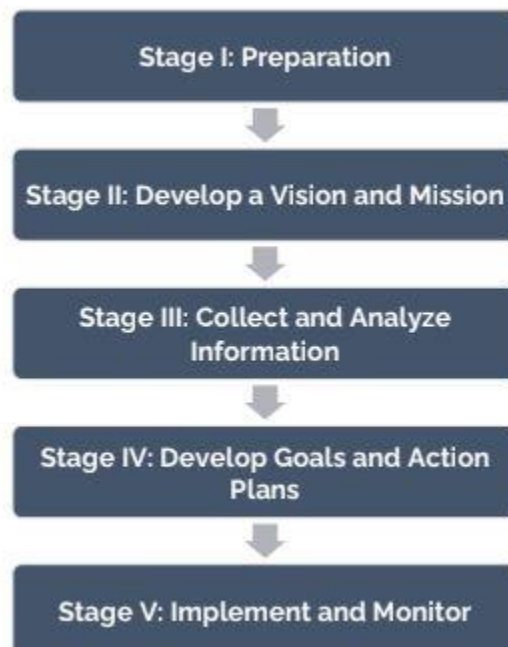 Stage I: Preparation
Stage II: Develop a Vision and Mission
Stage III: Collect and Analyze
Information
Stage IV: Develop Goals and Action
Plans
Stage V: Implement and Monitor